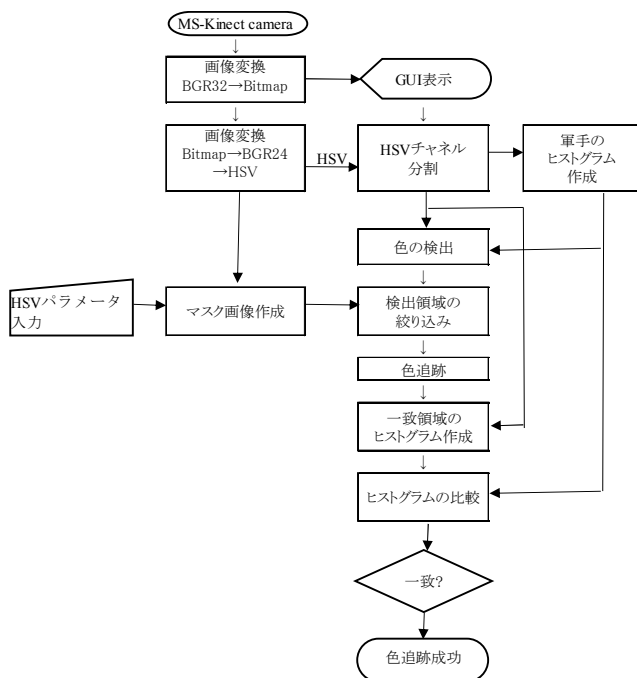 MS-Kinect camera
↓
画像変換
BGR32→Bitmap
GUI表示
↓
↓
画像変換
Bitmap→BGR24
→HSV
HSV
HSVチャネル
分割
軍手の
ヒストグラム
作成
色の検出
↓
HSVパラメータ
入力
マスク画像作成
検出領域の
絞り込み
↓
色追跡
↓
一致領域の
ヒストグラム作成
↓
ヒストグラムの比較
一致?
色追跡成功